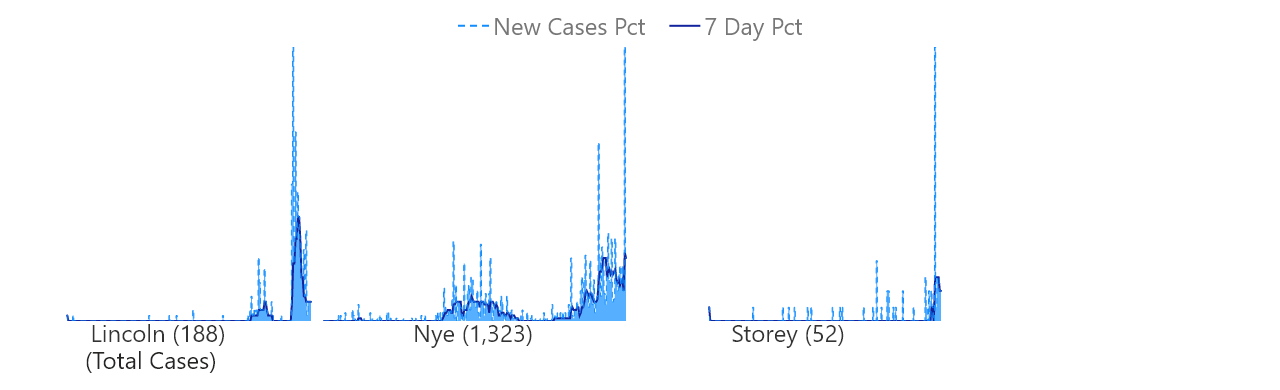 New Cases Pct 7 Day Pct
Lincoln (188) Nye (1,323) Storey (52)
(Total Cases)